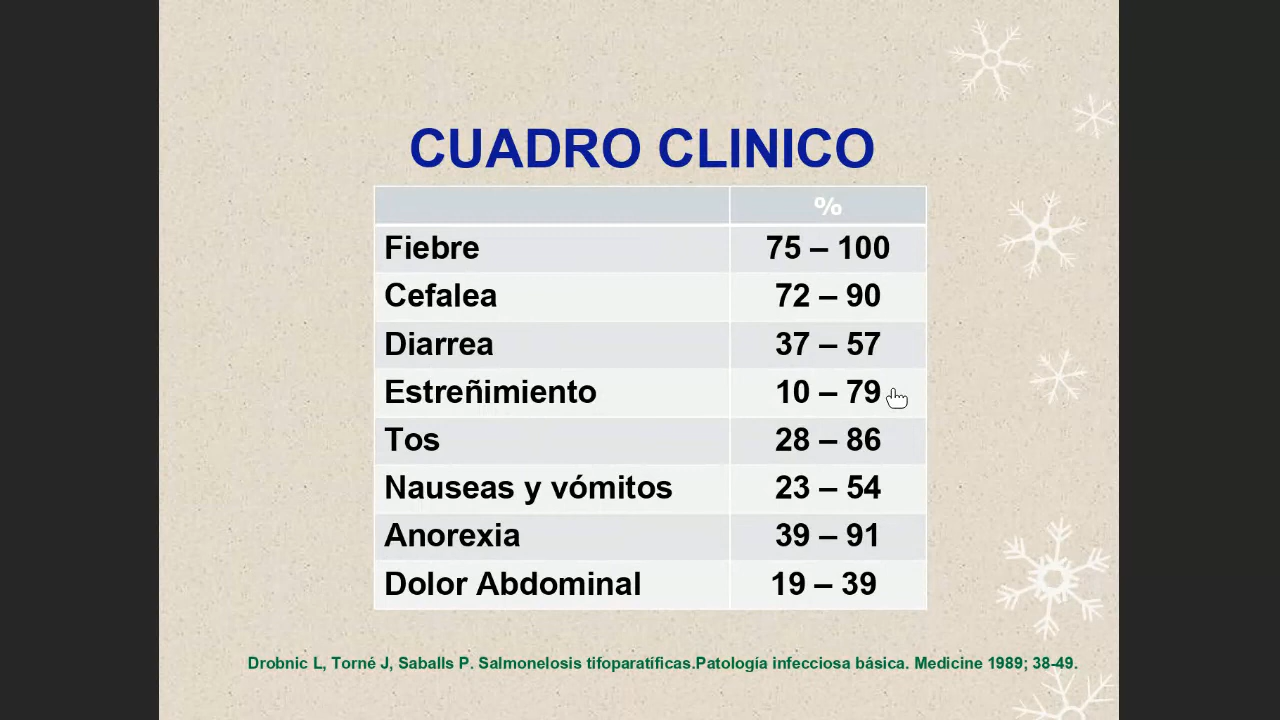 CUADRO CLINICO
%
Fiebre 75 – 100
Cefalea 72 – 90
Diarrea 37 – 57
Estreñimiento 10 – 79
Tos 28 – 86
Nauseas y vómitos 23 – 54
Anorexia 39 – 91
Dolor Abdominal 19 – 39
Drobnic L, Torné J, Saballs P. Salmonelosis tifoparatíficas.Patología infecciosa básica. Medicine 1989; 38-49.